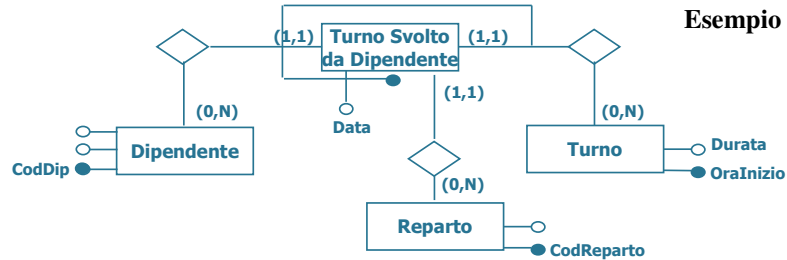 Esempio
(1,1)
Turno Svolto
da Dipendente
(1,1)
(1,1)
(0,N)
Data
(0,N)
CodDip
Dipendente
Turno
Durata
OraInizio
(0,N)
Reparto
CodReparto